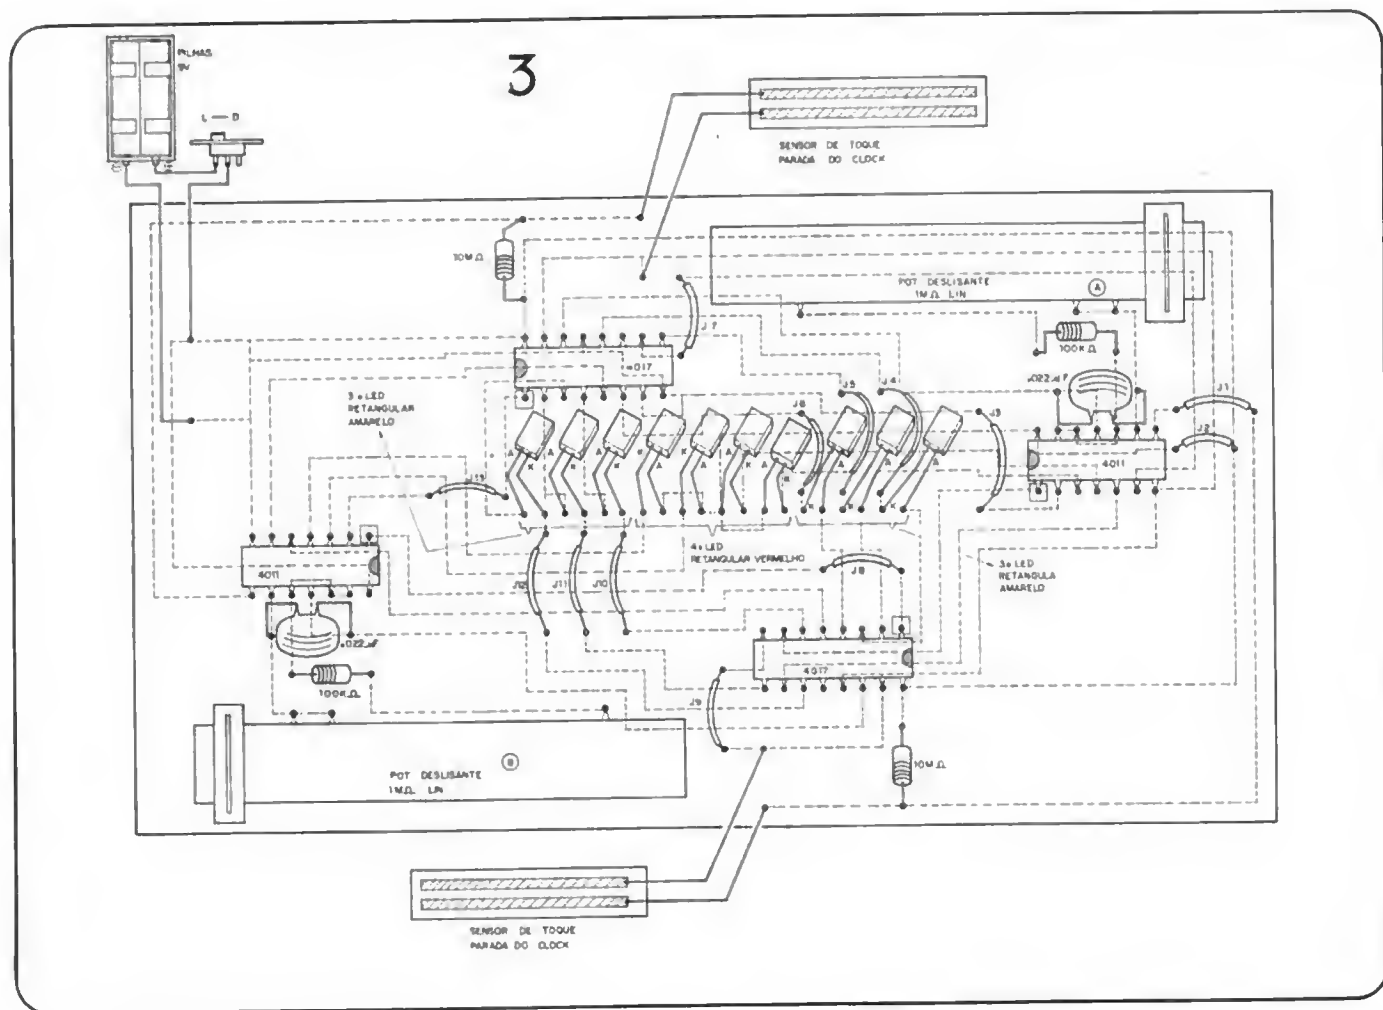 3
PILHAS
9V
L — D
SENSOR DE TOQUE
PARADA DO CLOCK
10MΩ
J7
POT DESLISANTE
1MΩ LIN
A
100KΩ
.022µF
J1
J2
4011
4017
3 x LED
RETANGULAR
AMARELO
J6
J5
J4
J3
J13
A
K
A
K
A
K
K
A
K
A
A
K
A
K
A
A
A
K
K
K
4 x LED
RETANGULAR VERMELHO
3 x LED
RETANGULA
AMARELO
J12
J11
J10
J8
4011
.022µF
100KΩ
4017
J9
10MΩ
POT DESLISANTE
1MΩ LIN
B
SENSOR DE TOQUE
PARADA DO CLOCK